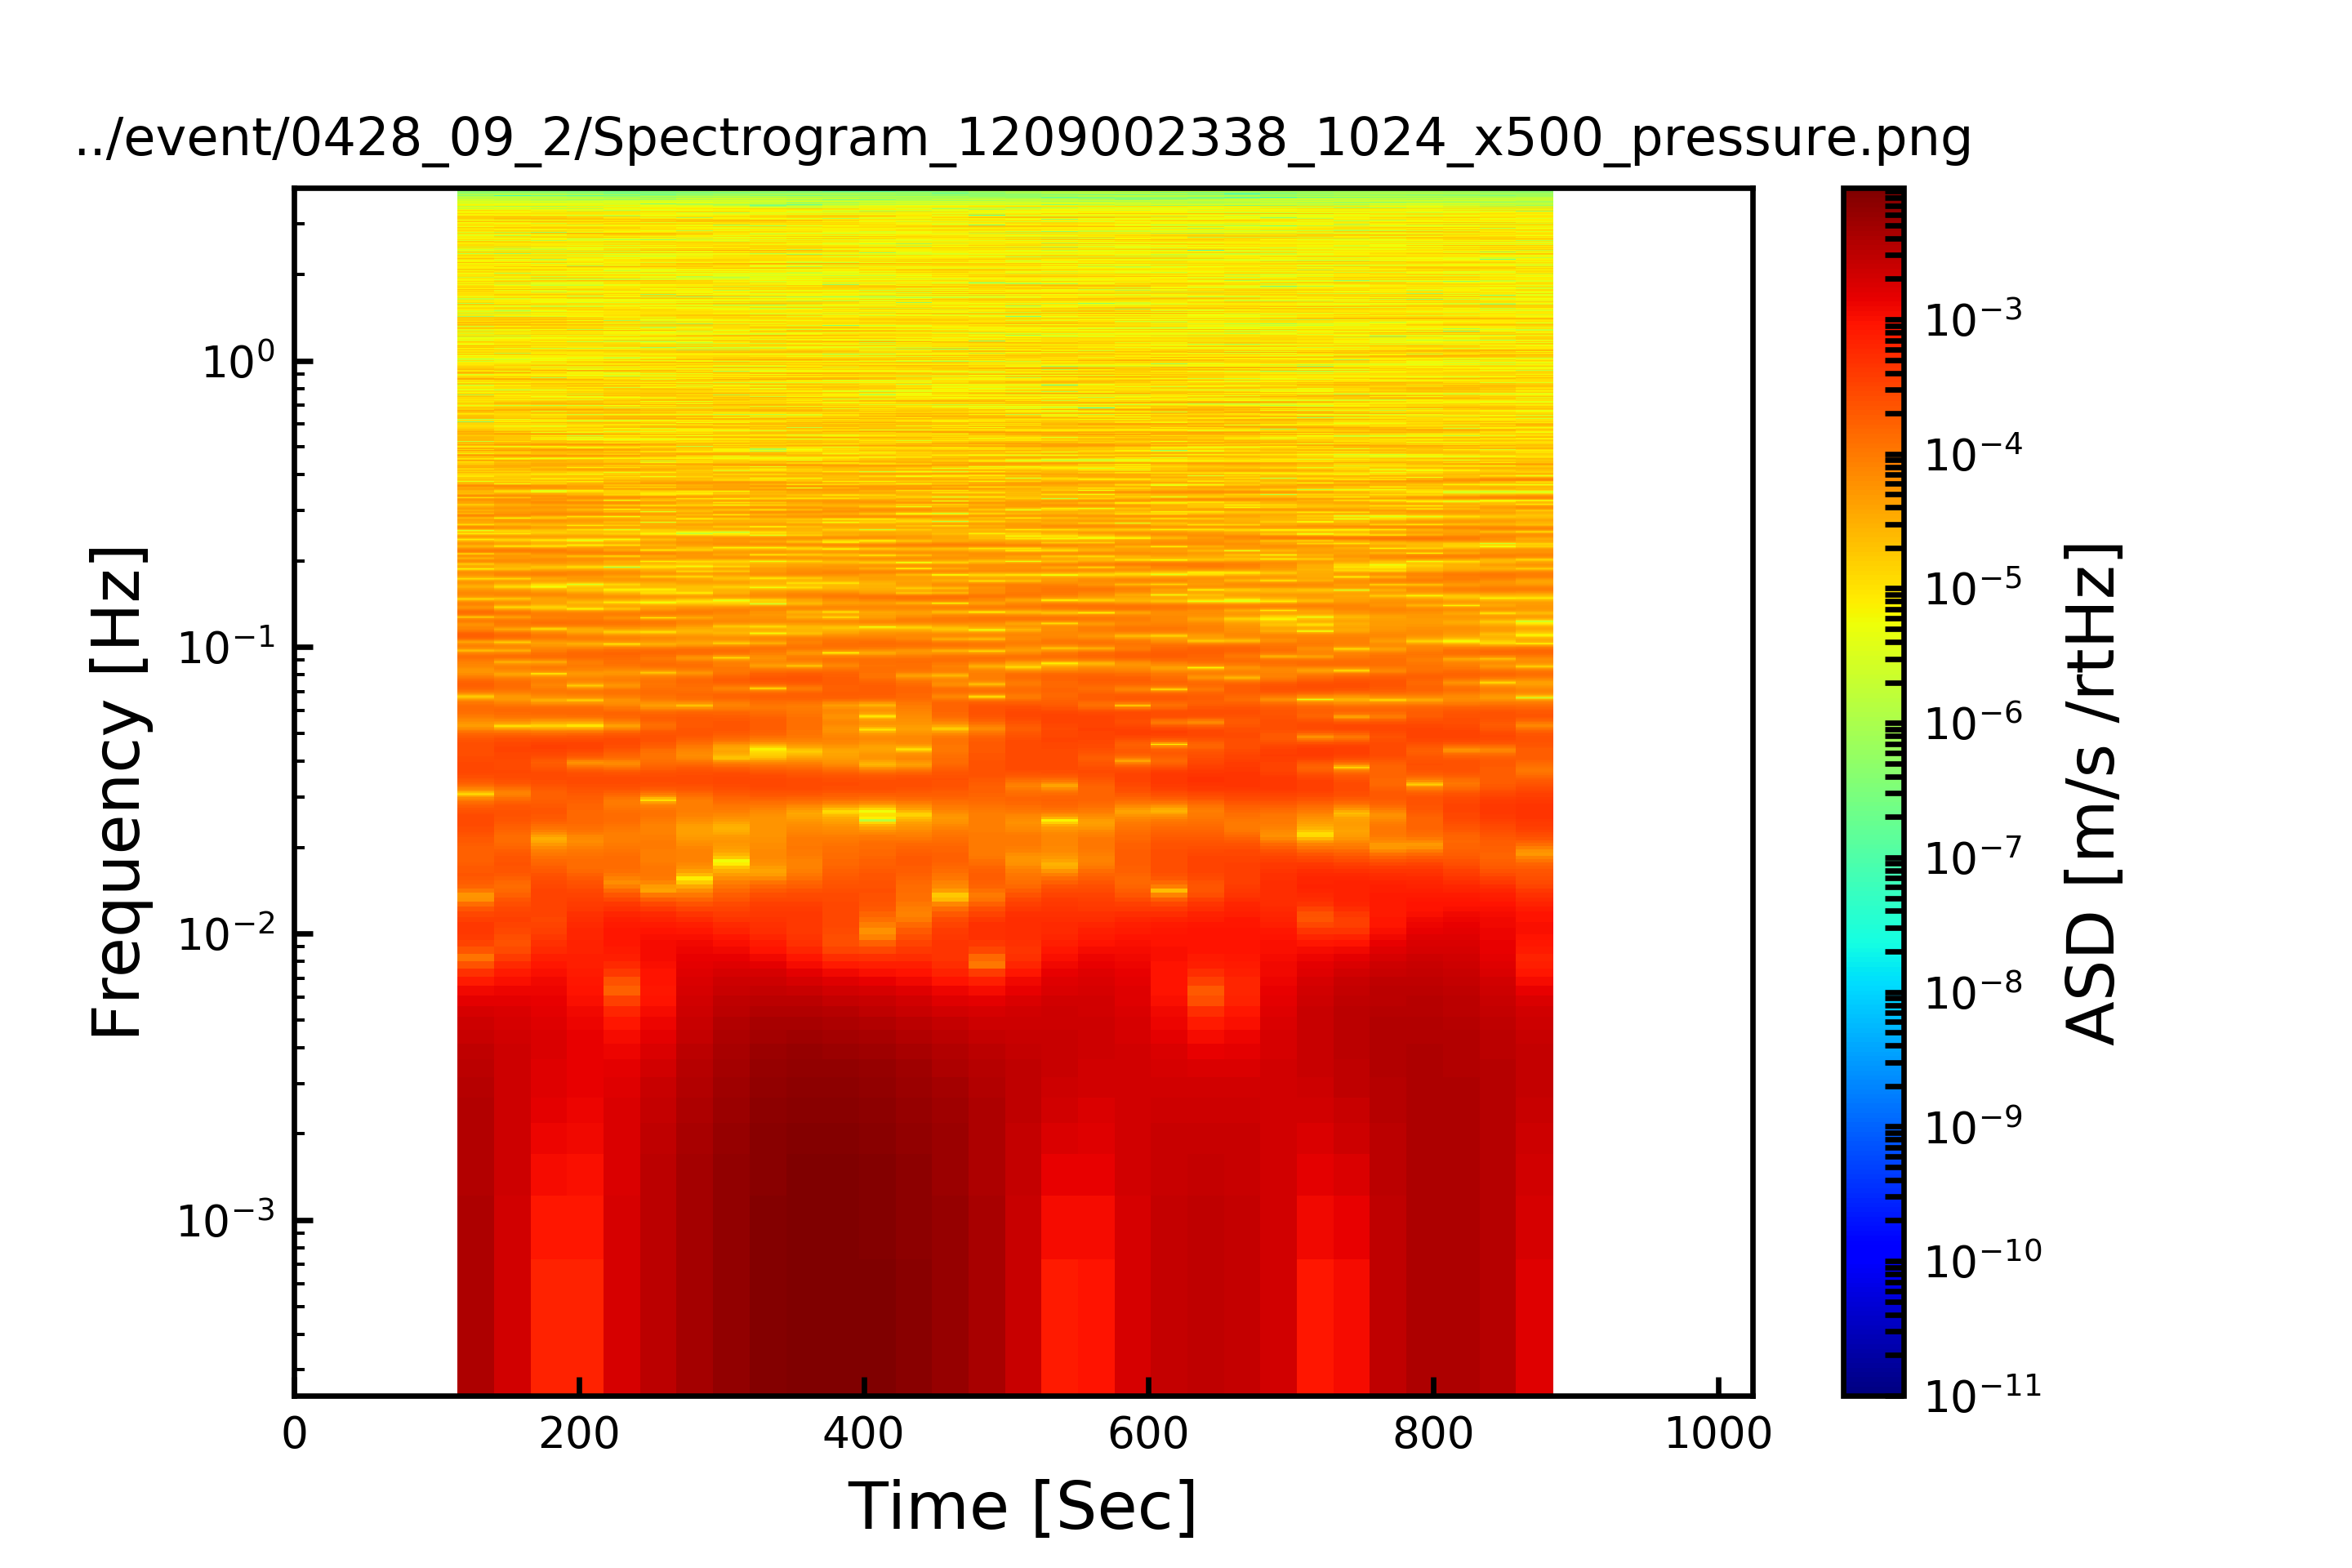 ../event/0428_09_2/Spectrogram_1209002338_1024_x500_pressure.png
Frequency [Hz]
10⁰
10⁻¹
10⁻²
10⁻³
0 200 400 600 800 1000
Time [Sec]
10⁻³
10⁻⁴
10⁻⁵
10⁻⁶
10⁻⁷
10⁻⁸
10⁻⁹
10⁻¹⁰
10⁻¹¹
ASD [m/s /rtHz]